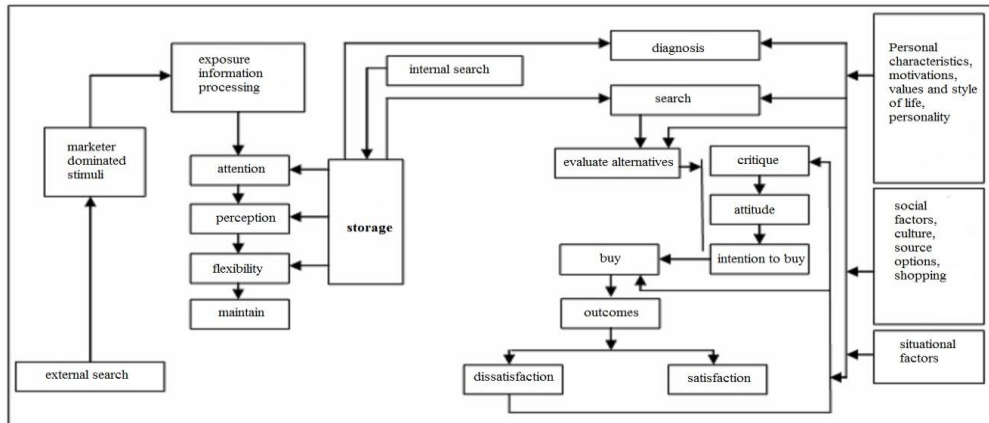 exposure
information
processing
marketer
dominated
stimuli
attention
perception
flexibility
maintain
external search
internal search
storage
diagnosis
search
evaluate alternatives
critique
attitude
intention to buy
buy
outcomes
dissatisfaction
satisfaction
Personal
characteristics,
motivations,
values and style
of life,
personality
social
factors,
culture,
source
options,
shopping
situational
factors